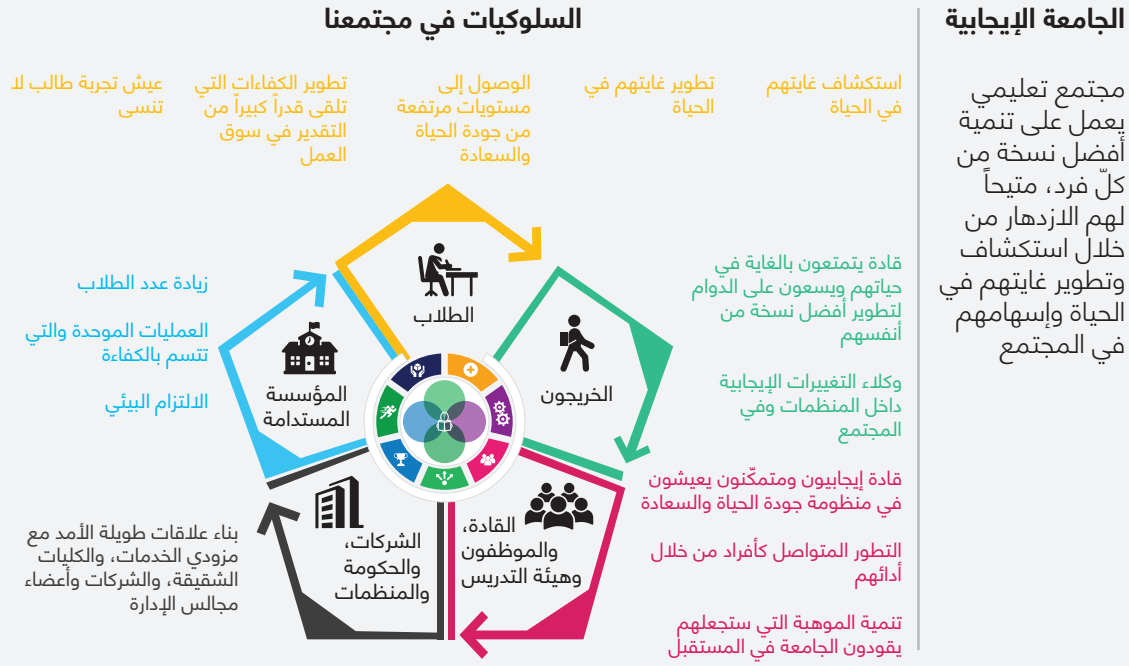 الجامعة الإيجابية
مجتمع تعليمي
يعمل على تنمية
أفضل نسخة من
كلّ فرد، متيحاً
لهم الازدهار من
خلال استكشاف
وتطوير غايتهم في
الحياة وإسهامهم
في المجتمع
السلوكيات في مجتمعنا
استكشاف غايتهم
في الحياة
تطوير غايتهم في
الحياة
الوصول إلى
مستويات مرتفعة
من جودة الحياة
والسعادة
تطوير الكفاءات التي
تلقى قدراً كبيراً من
التقدير في سوق
العمل
عيش تجربة طالب لا
تنسى
الطلاب
قادة يتمتعون بالغاية في
حياتهم ويسعون على الدوام
لتطوير أفضل نسخة من
أنفسهم
وكلاء التغييرات الإيجابية
داخل المنظمات وفي
المجتمع
الخريجون
قادة إيجابيون ومتمكّنون يعيشون
في منظومة جودة الحياة والسعادة
التطور المتواصل كأفراد من خلال
أدائهم
تنمية الموهبة التي ستجعلهم
يقودون الجامعة في المستقبل
القادة،
والموظفون
وهيئة التدريس
الشركات،
والحكومة
والمنظمات
بناء علاقات طويلة الأمد مع
مزودي الخدمات، والكليات
الشقيقة، والشركات وأعضاء
مجالس الإدارة
المؤسسة
المستدامة
زيادة عدد الطلاب
العمليات الموحدة والتي
تتسم بالكفاءة
الالتزام البيئي